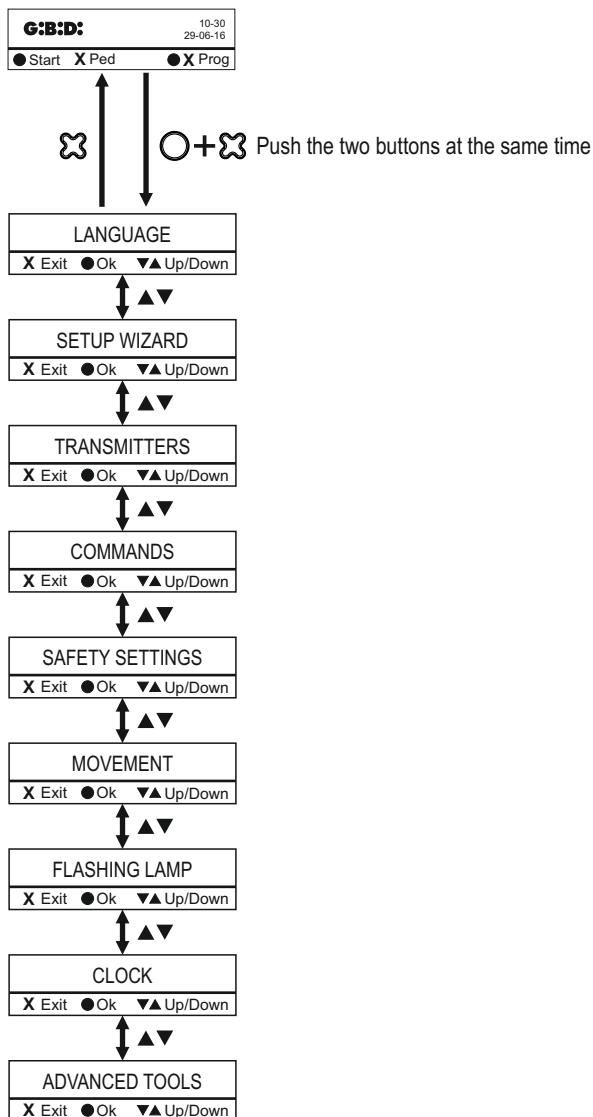 G:B:D:
10-30
29-06-16
● Start X Ped ● X Prog
+ Push the two buttons at the same time
LANGUAGE
X Exit ● Ok ▼▲ Up/Down
▲▼
SETUP WIZARD
X Exit ● Ok ▼▲ Up/Down
▲▼
TRANSMITTERS
X Exit ● Ok ▼▲ Up/Down
▲▼
COMMANDS
X Exit ● Ok ▼▲ Up/Down
▲▼
SAFETY SETTINGS
X Exit ● Ok ▼▲ Up/Down
▲▼
MOVEMENT
X Exit ● Ok ▼▲ Up/Down
▲▼
FLASHING LAMP
X Exit ● Ok ▼▲ Up/Down
▲▼
CLOCK
X Exit ● Ok ▼▲ Up/Down
▲▼
ADVANCED TOOLS
X Exit ● Ok ▼▲ Up/Down